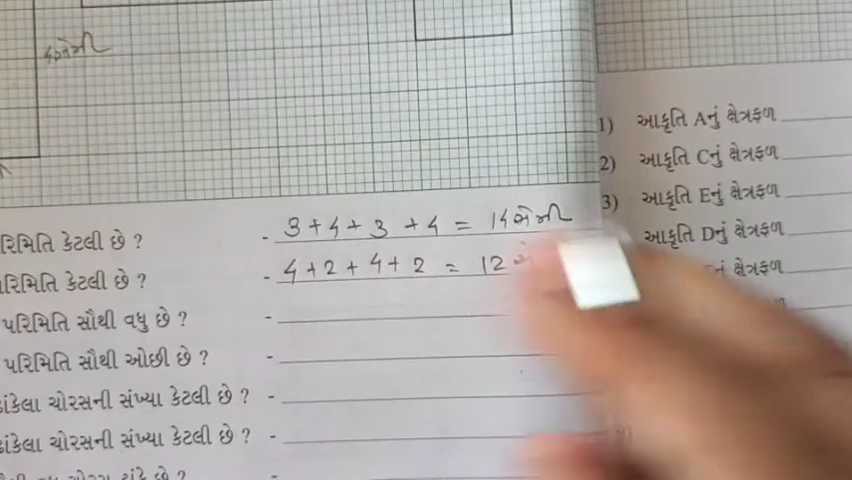 સેમી
રિમિતિ કેટલી છે ? - 3+4+3+4 = 14 સેમી
રિમિતિ કેટલી છે ? - 4+2+4+2 = 12
પરિમિતિ સૌથી વધુ છે ? -
પરિમિતિ સૌથી ઓછી છે ? -
ઢાંકેલા ચોરસની સંખ્યા કેટલી છે ? -
ઢાંકેલા ચોરસની સંખ્યા કેટલી છે ? -
1) આકૃતિ Aનું ક્ષેત્રફળ
2) આકૃતિ Cનું ક્ષેત્રફળ
3) આકૃતિ Eનું ક્ષેત્રફળ
આકૃતિ Dનું ક્ષેત્રફળ
નું ક્ષેત્રફળ